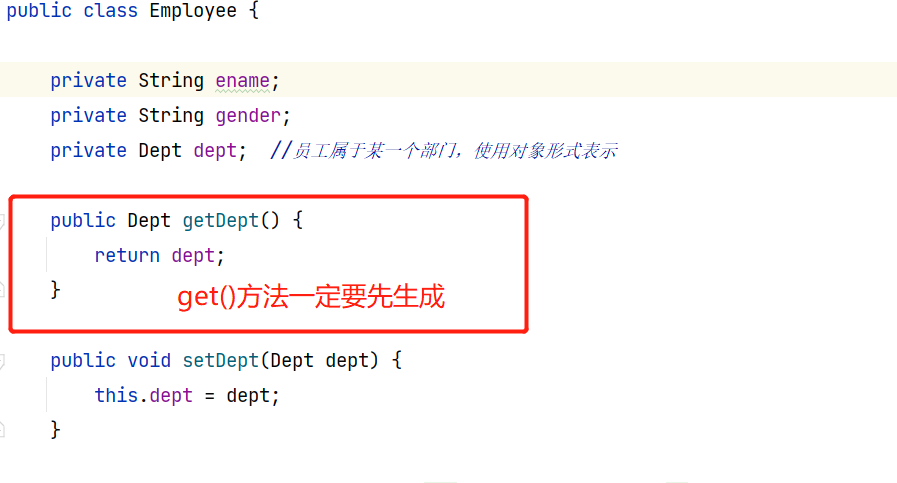 public class Employee {
private String ename;
private String gender;
private Dept dept;  //员工属于某一个部门，使用对象形式表示
public Dept getDept() {
return dept;
}
get()方法一定要先生成
public void setDept(Dept dept) {
this.dept = dept;
}